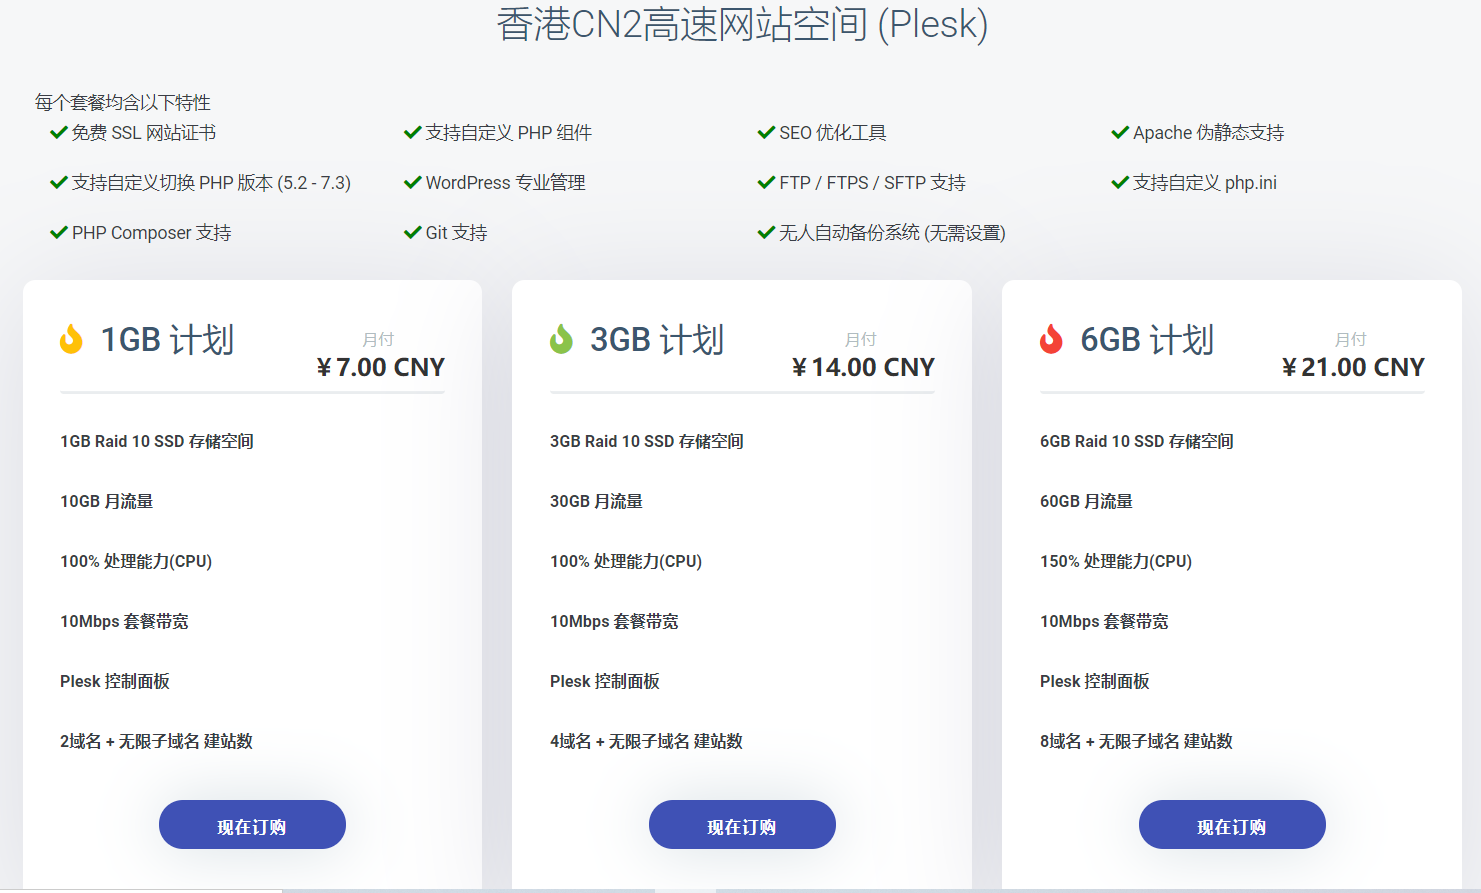 香港CN2高速网站空间 (Plesk)
每个套餐均含以下特性
免费 SSL 网站证书
支持自定义 PHP 组件
SEO 优化工具
Apache 伪静态支持
支持自定义切换 PHP 版本 (5.2 - 7.3)
WordPress 专业管理
FTP / FTPS / SFTP 支持
支持自定义 php.ini
PHP Composer 支持
Git 支持
无人自动备份系统 (无需设置)
1GB 计划
月付
¥ 7.00 CNY
1GB Raid 10 SSD 存储空间
10GB 月流量
100% 处理能力(CPU)
10Mbps 套餐带宽
Plesk 控制面板
2域名 + 无限子域名 建站数
现在订购
3GB 计划
月付
¥ 14.00 CNY
3GB Raid 10 SSD 存储空间
30GB 月流量
100% 处理能力(CPU)
10Mbps 套餐带宽
Plesk 控制面板
4域名 + 无限子域名 建站数
现在订购
6GB 计划
月付
¥ 21.00 CNY
6GB Raid 10 SSD 存储空间
60GB 月流量
150% 处理能力(CPU)
10Mbps 套餐带宽
Plesk 控制面板
8域名 + 无限子域名 建站数
现在订购